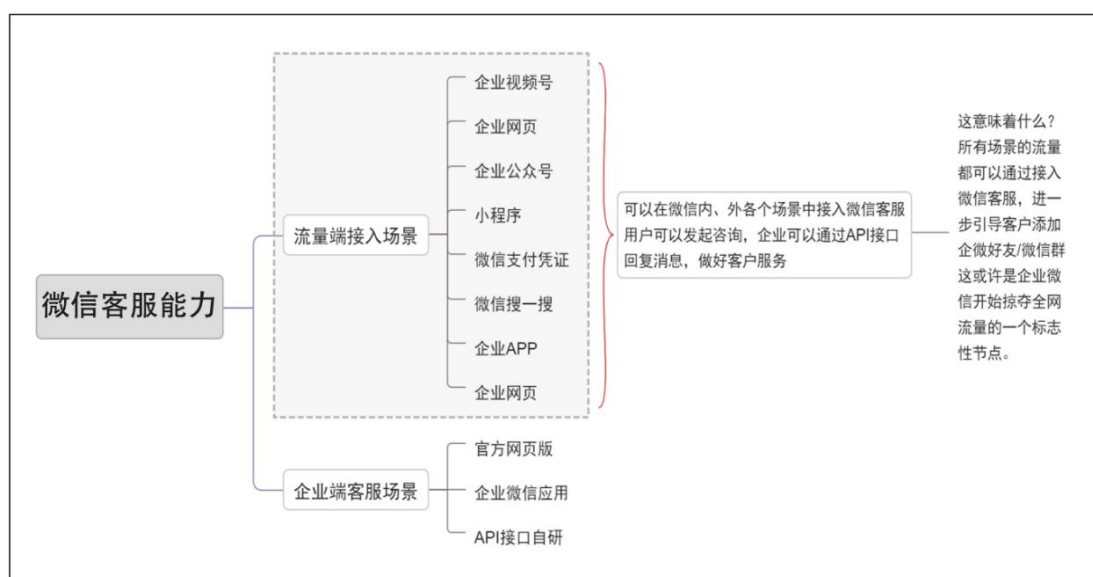 微信客服能力
流量端接入场景
企业视频号
企业网页
企业公众号
小程序
微信支付凭证
微信搜一搜
企业APP
企业网页
可以在微信内、外各个场景中接入微信客服
用户可以发起咨询，企业可以通过API接口
回复消息，做好客户服务
这意味着什么？
所有场景的流量
都可以通过接入
微信客服，进一
步引导客户添加
企微好友/微信群
这或许是企业微
信开始掠夺全网
流量的一个标志
性节点。
企业端客服场景
官方网页版
企业微信应用
API接口自研